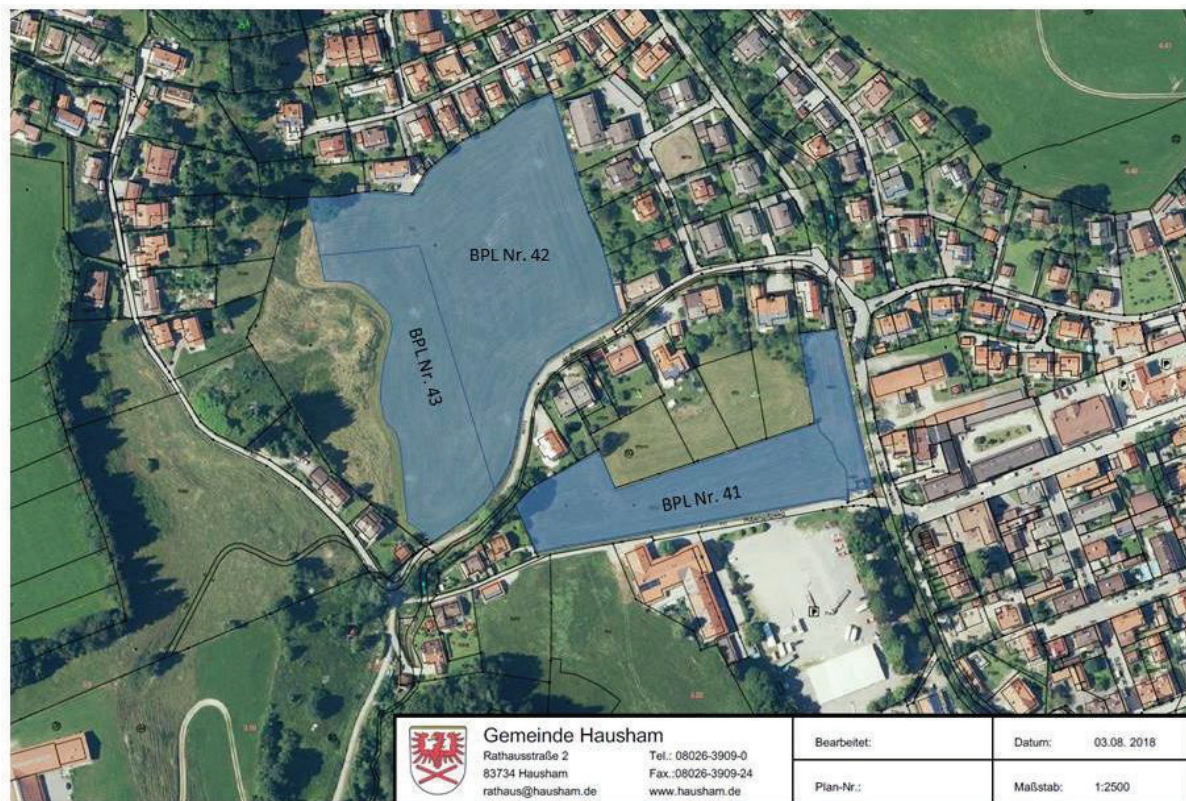 BPL Nr. 42
BPL Nr. 43
BPL Nr. 41
P
P
P
Gemeinde Hausham
Rathausstraße 2
Tel.: 08026-3909-0
83734 Hausham
Fax.:08026-3909-24
rathaus@hausham.de
www.hausham.de
Bearbeitet:
Datum: 03.08. 2018
Plan-Nr.:
Maßstab: 1:2500